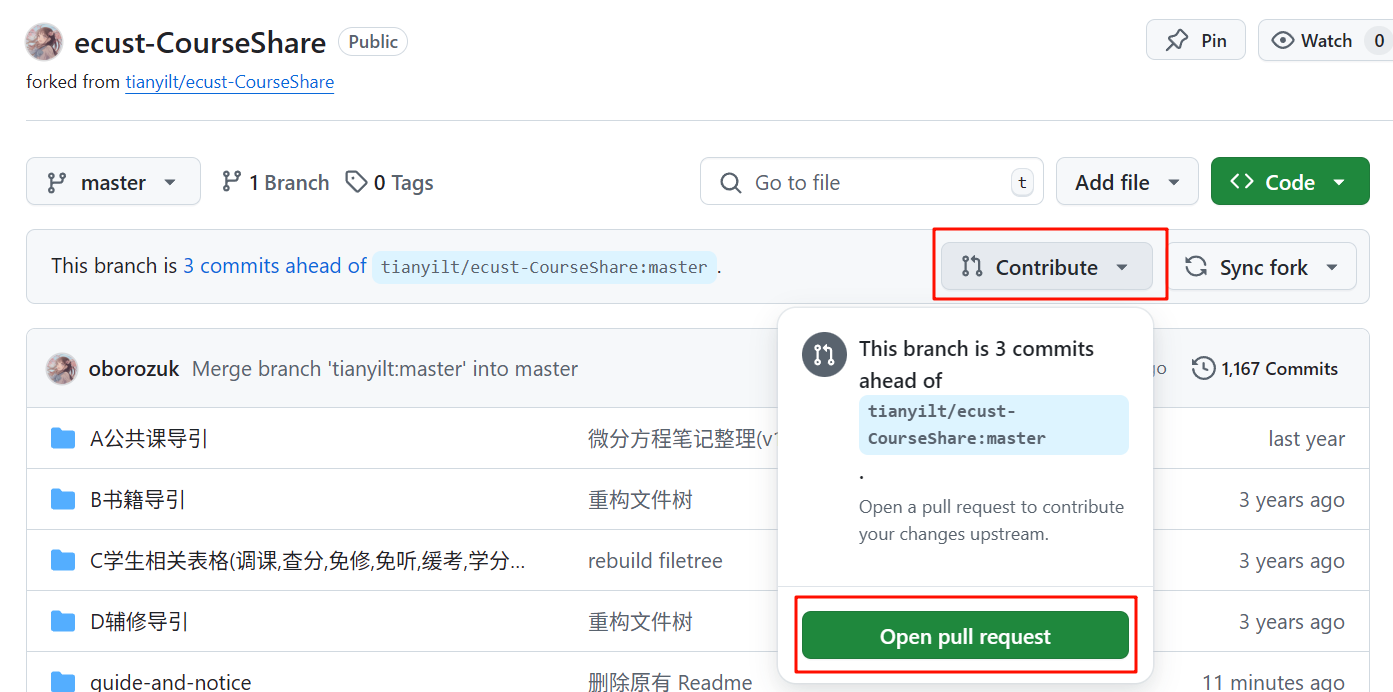 ecust-CourseShare Public
Pin
Watch 0
forked from tianyilt/ecust-CourseShare
master
1 Branch
0 Tags
Go to file t
Add file
Code
This branch is 3 commits ahead of tianyilt/ecust-CourseShare:master .
Contribute
Sync fork
This branch is 3 commits
ahead of
tianyilt/ecust-
CourseShare:master
.
Open a pull request to contribute
your changes upstream.
Open pull request
oborozuk Merge branch 'tianyilt:master' into master
1,167 Commits
A公共课导引 微分方程笔记整理(v last year
B书籍导引 重构文件树 3 years ago
C学生相关表格(调课,查分,免修,免听,缓考,学分... rebuild filetree 3 years ago
D辅修导引 重构文件树 3 years ago
guide-and-notice 删除原有 Readme 11 minutes ago